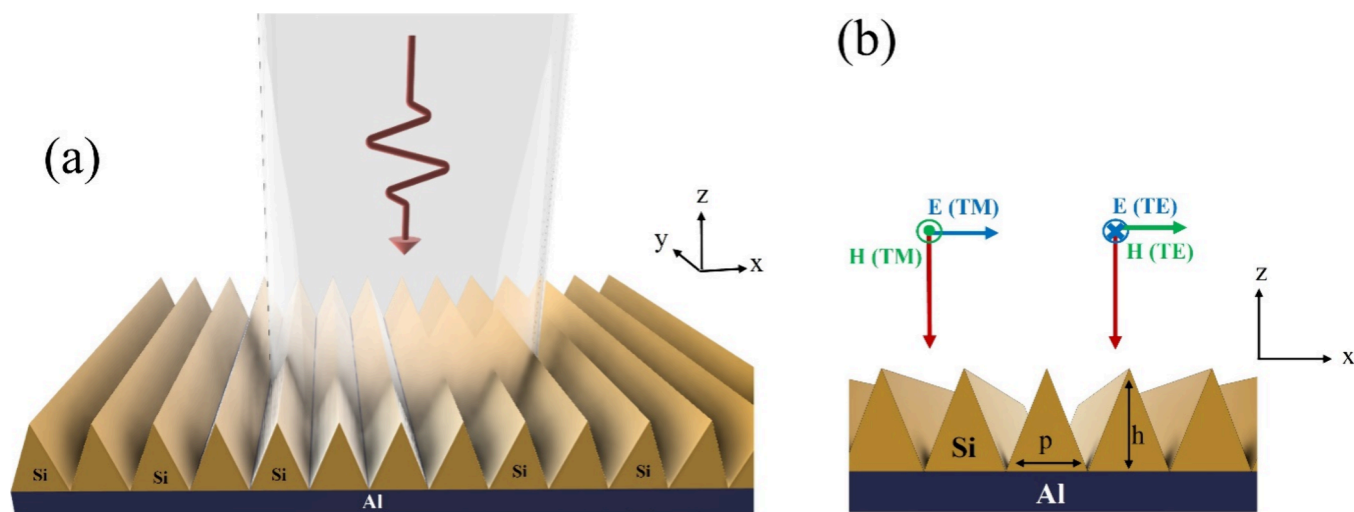 (a)
z
y
x
Si
Si
Si
Si
Si
Al
(b)
E (TM)
E (TE)
H (TM)
H (TE)
z
x
Si
p
h
Al